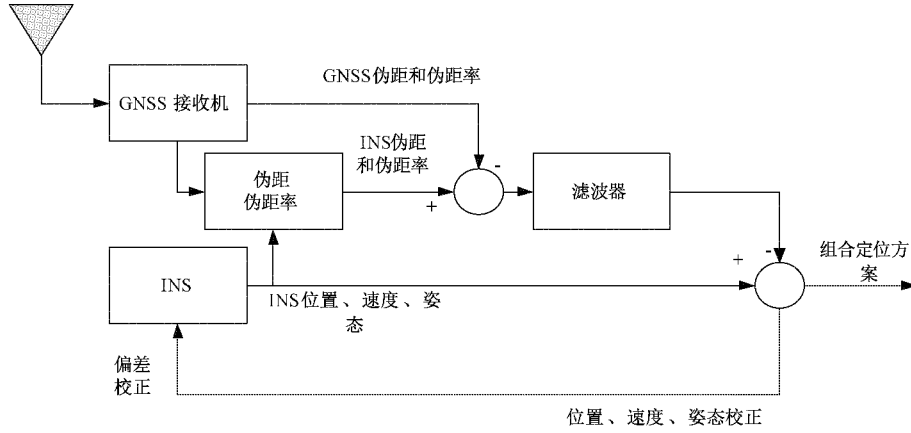 GNSS伪距和伪距率
GNSS 接收机
INS伪距
和伪距率
-
伪距
伪距率
滤波器
+
-
组合定位方
案
+
INS
INS位置、速度、姿
态
偏差
校正
位置、速度、姿态校正